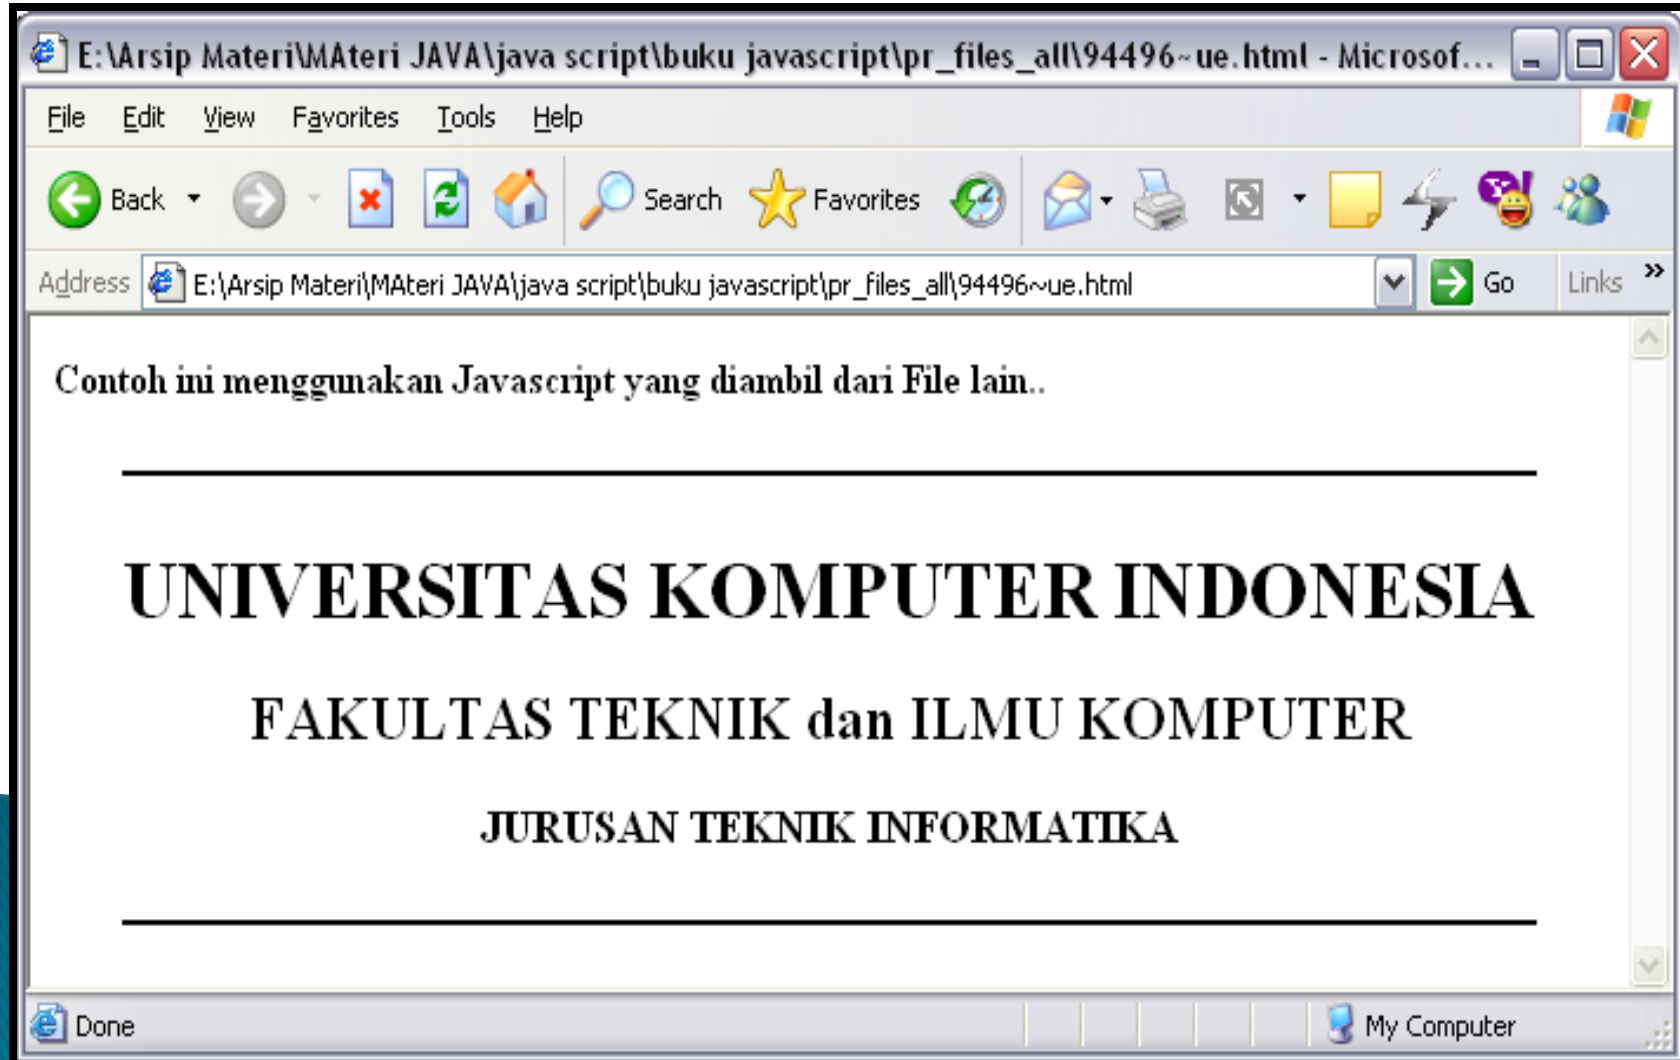 E:\Arsip Materi\MAteri JAVA\java script\buku javascript\pr_files_all\94496~ue.html - Microsof...
File Edit View Favorites Tools Help
Back Search Favorites
Address E:\Arsip Materi\MAteri JAVA\java script\buku javascript\pr_files_all\94496~ue.html Go Links »
Contoh ini menggunakan Javascript yang diambil dari File lain..
UNIVERSITAS KOMPUTER INDONESIA
FAKULTAS TEKNIK dan ILMU KOMPUTER
JURUSAN TEKNIK INFORMATIKA
Done My Computer